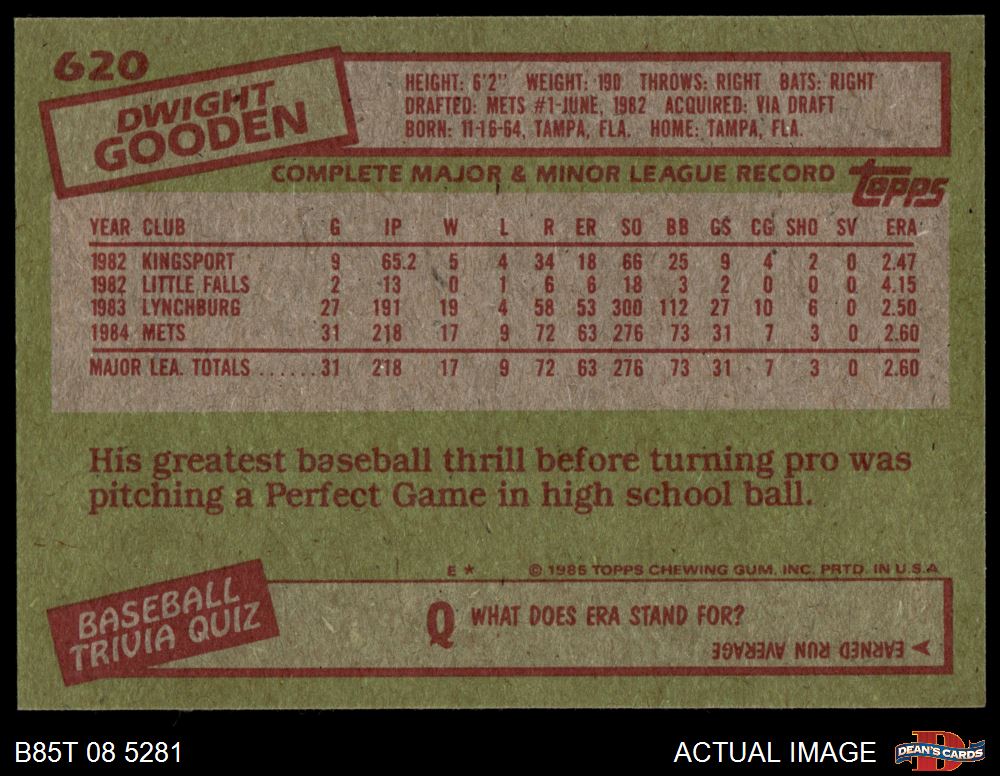 620
DWIGHT
GOODEN
HEIGHT: 6'2" WEIGHT: 190 THROWS: RIGHT BATS: RIGHT
DRAFTED: METS #1-JUNE, 1982 ACQUIRED: VIA DRAFT
BORN: 11-16-64, TAMPA, FLA. HOME: TAMPA, FLA.
COMPLETE MAJOR & MINOR LEAGUE RECORD topps
YEAR CLUB G IP W L R ER SO BB GS CG SHO SV ERA
1982 KINGSPORT 9 65.2 5 4 34 18 66 25 9 4 2 0 2.47
1982 LITTLE FALLS 2 13 0 1 6 6 18 3 2 0 0 0 4.15
1983 LYNCHBURG 27 191 19 4 58 53 300 112 27 10 6 0 2.50
1984 METS 31 218 17 9 72 63 276 73 31 7 3 0 2.60
MAJOR LEA. TOTALS ......31 218 17 9 72 63 276 73 31 7 3 0 2.60
His greatest baseball thrill before turning pro was
pitching a Perfect Game in high school ball.
E * © 1985 TOPPS CHEWING GUM, INC. PRTD. IN U.S.A.
BASEBALL
TRIVIA QUIZ
Q WHAT DOES ERA STAND FOR?
EARNED RUN AVERAGE
B85T 08 5281
ACTUAL IMAGE
DEAN'S CARDS